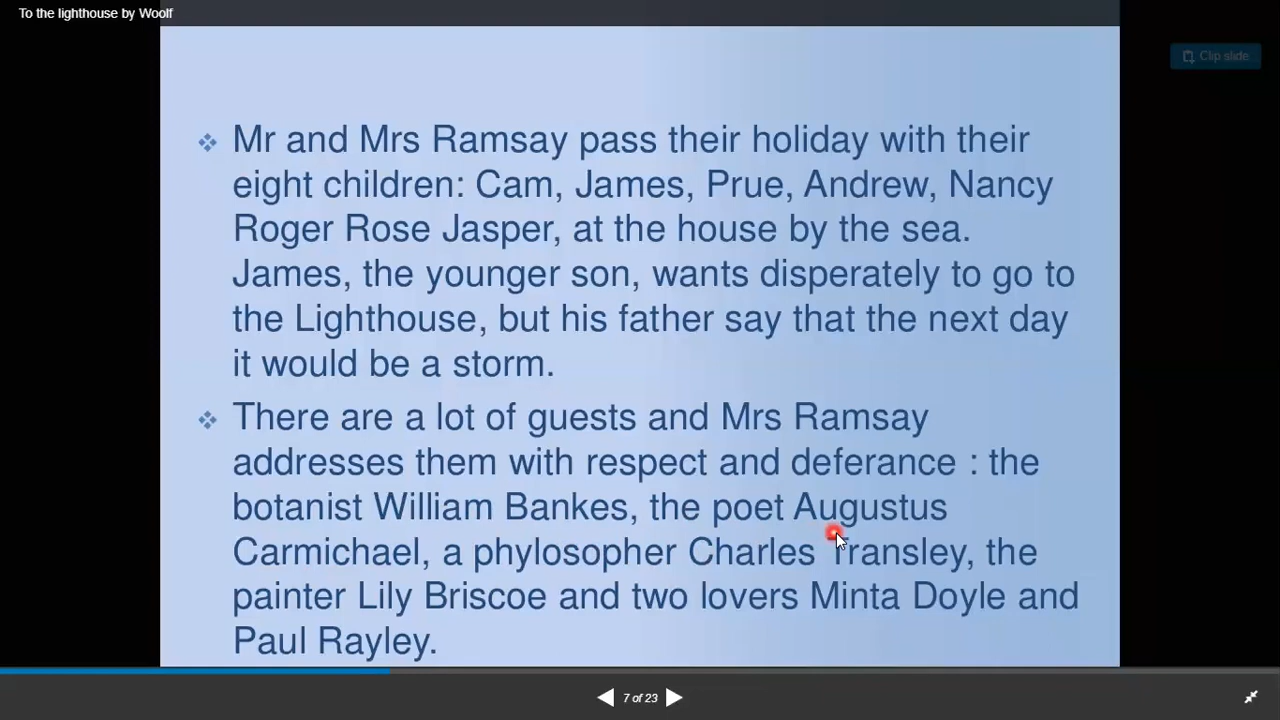 To the lighthouse by Woolf
Clip slide
Mr and Mrs Ramsay pass their holiday with their
eight children: Cam, James, Prue, Andrew, Nancy
Roger Rose Jasper, at the house by the sea.
James, the younger son, wants disperately to go to
the Lighthouse, but his father say that the next day
it would be a storm.
There are a lot of guests and Mrs Ramsay
addresses them with respect and deferance : the
botanist William Bankes, the poet Augustus
Carmichael, a phylosopher Charles Transley, the
painter Lily Briscoe and two lovers Minta Doyle and
Paul Rayley.
7 of 23